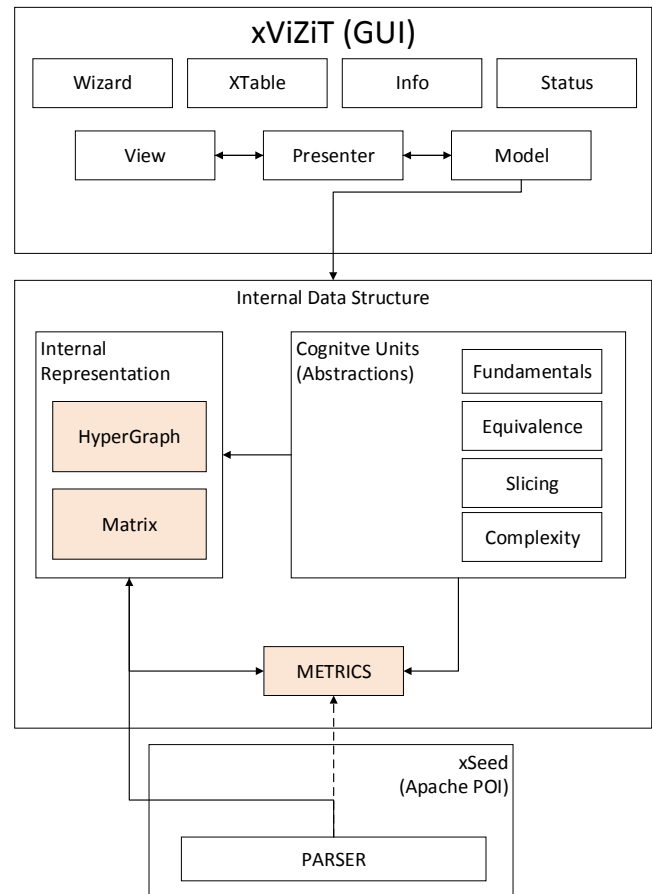 xViZiT (GUI)
Wizard
XTable
Info
Status
View
Presenter
Model
Internal Data Structure
Internal
Representation
HyperGraph
Matrix
Cognitve Units
(Abstractions)
Fundamentals
Equivalence
Slicing
Complexity
METRICS
xSeed
(Apache POI)
PARSER